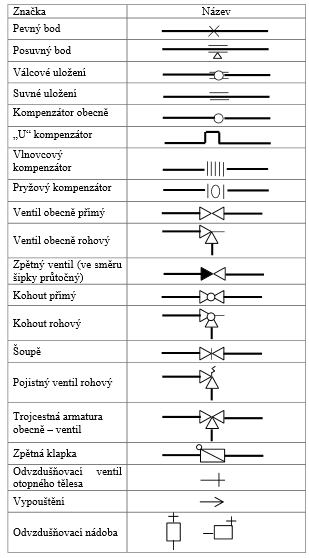 Značka Název
Pevný bod
Posuvný bod
Válcové uložení
Suvné uložení
Kompenzátor obecně
„U“ kompenzátor
Vlnovcový
kompenzátor
Pryžový kompenzátor
Ventil obecně přímý
Ventil obecně rohový
Zpětný ventil (ve směru
šipky průtočný)
Kohout přímý
Kohout rohový
Šoupě
Pojistný ventil rohový
Trojcestná armatura
obecně – ventil
Zpětná klapka
Odvzdušňovací ventil
otopného tělesa
Vypouštění
Odvzdušňovací nádoba